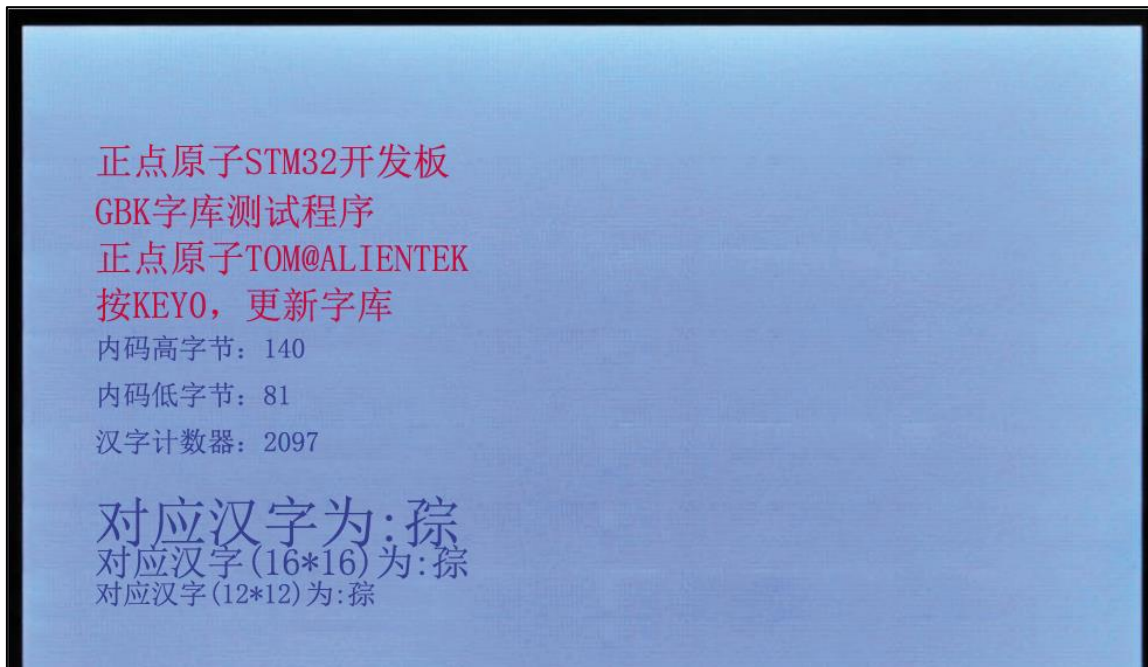 正点原子STM32开发板
GBK字库测试程序
正点原子TOM@ALIENTEK
按KEY0，更新字库
内码高字节：140
内码低字节：81
汉字计数器：2097
对应汉字为:孮
对应汉字(16*16)为:孮
对应汉字(12*12)为:孮